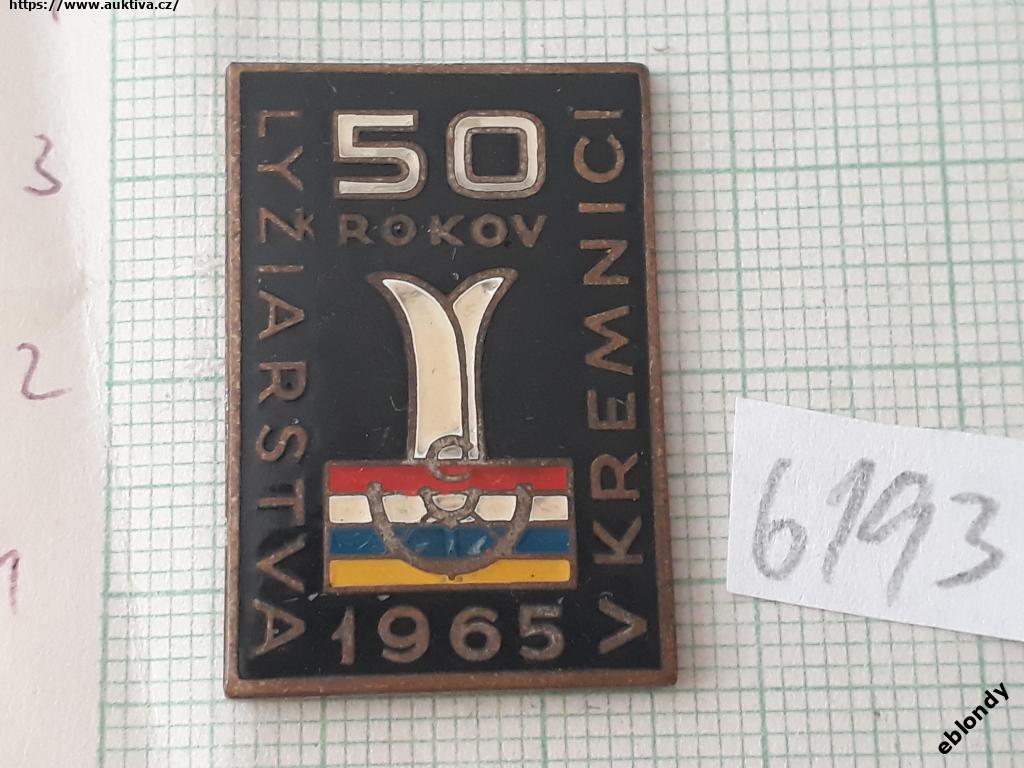 https://www.auktiva.cz/
3
2
1
50
ROKOV
LYŽIARSTVA
V KREMNICI
1965
6193
eblondy